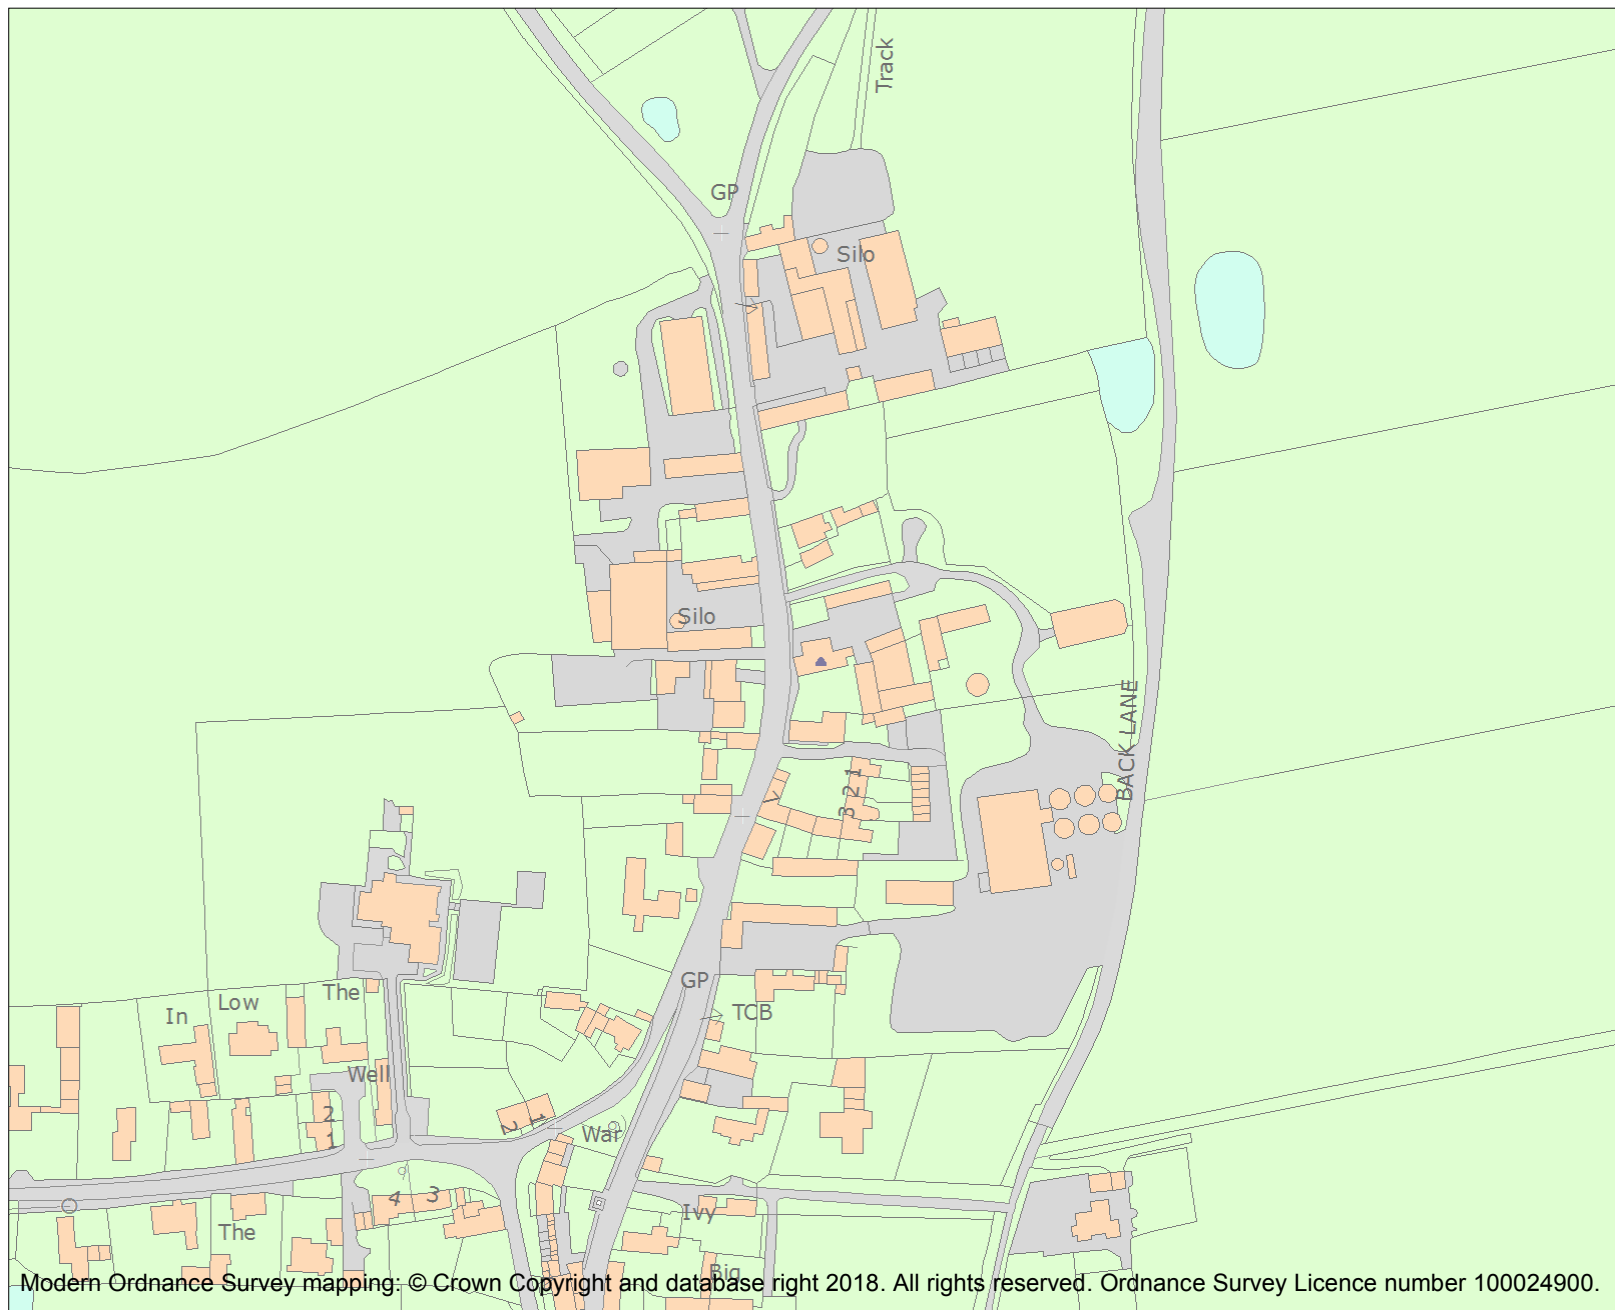 Track
GP
Silo
Silo
BACK LANE
1
2
3
7
GP
TCB
The
Low
In
Well
2
1
1
2
War
4
3
The
Ivy
Big
Modern Ordnance Survey mapping: © Crown Copyright and database right 2018. All rights reserved. Ordnance Survey Licence number 100024900.